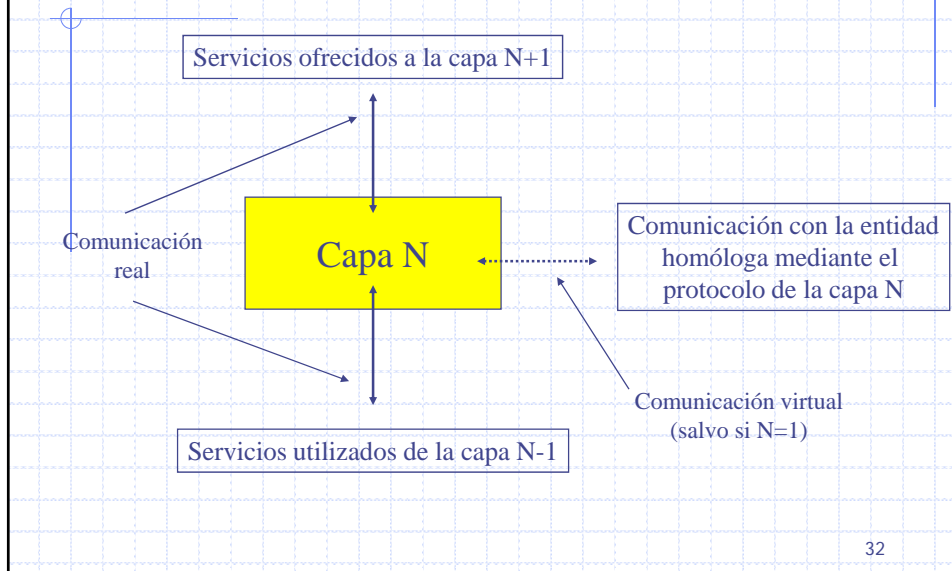 Servicios ofrecidos a la capa N+1
Comunicación
real
Capa N
Comunicación con la entidad
homóloga mediante el
protocolo de la capa N
Comunicación virtual
(salvo si N=1)
Servicios utilizados de la capa N-1
32